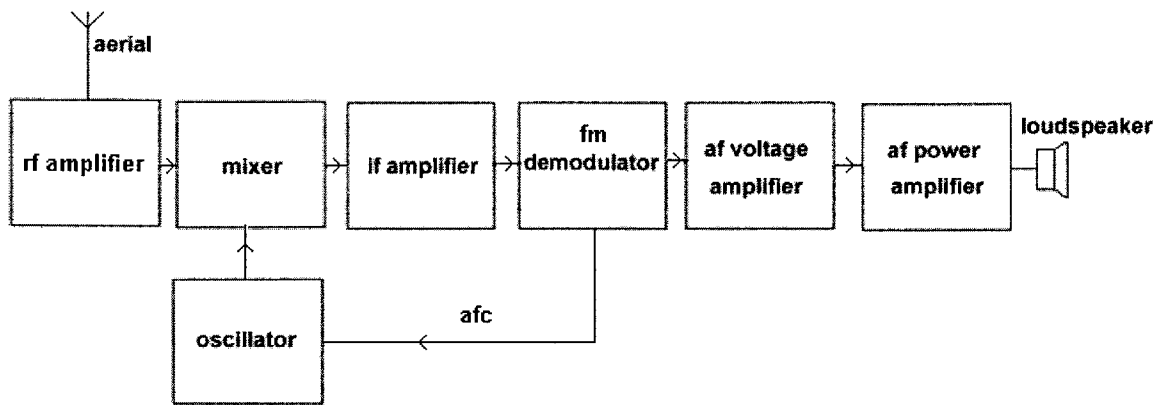 aerial
rf amplifier
mixer
if amplifier
fm
demodulator
af voltage
amplifier
af power
amplifier
loudspeaker
oscillator
afc